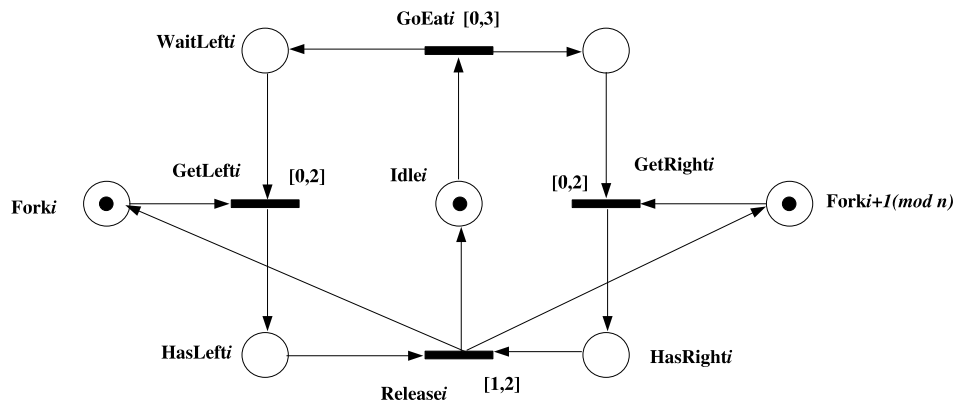 GoEati [0,3]
WaitLefti
GetLefti
[0,2]
Idlei
[0,2]
GetRighti
Forki
Forki+1(mod n)
HasLefti
HasRighti
Releasei
[1,2]